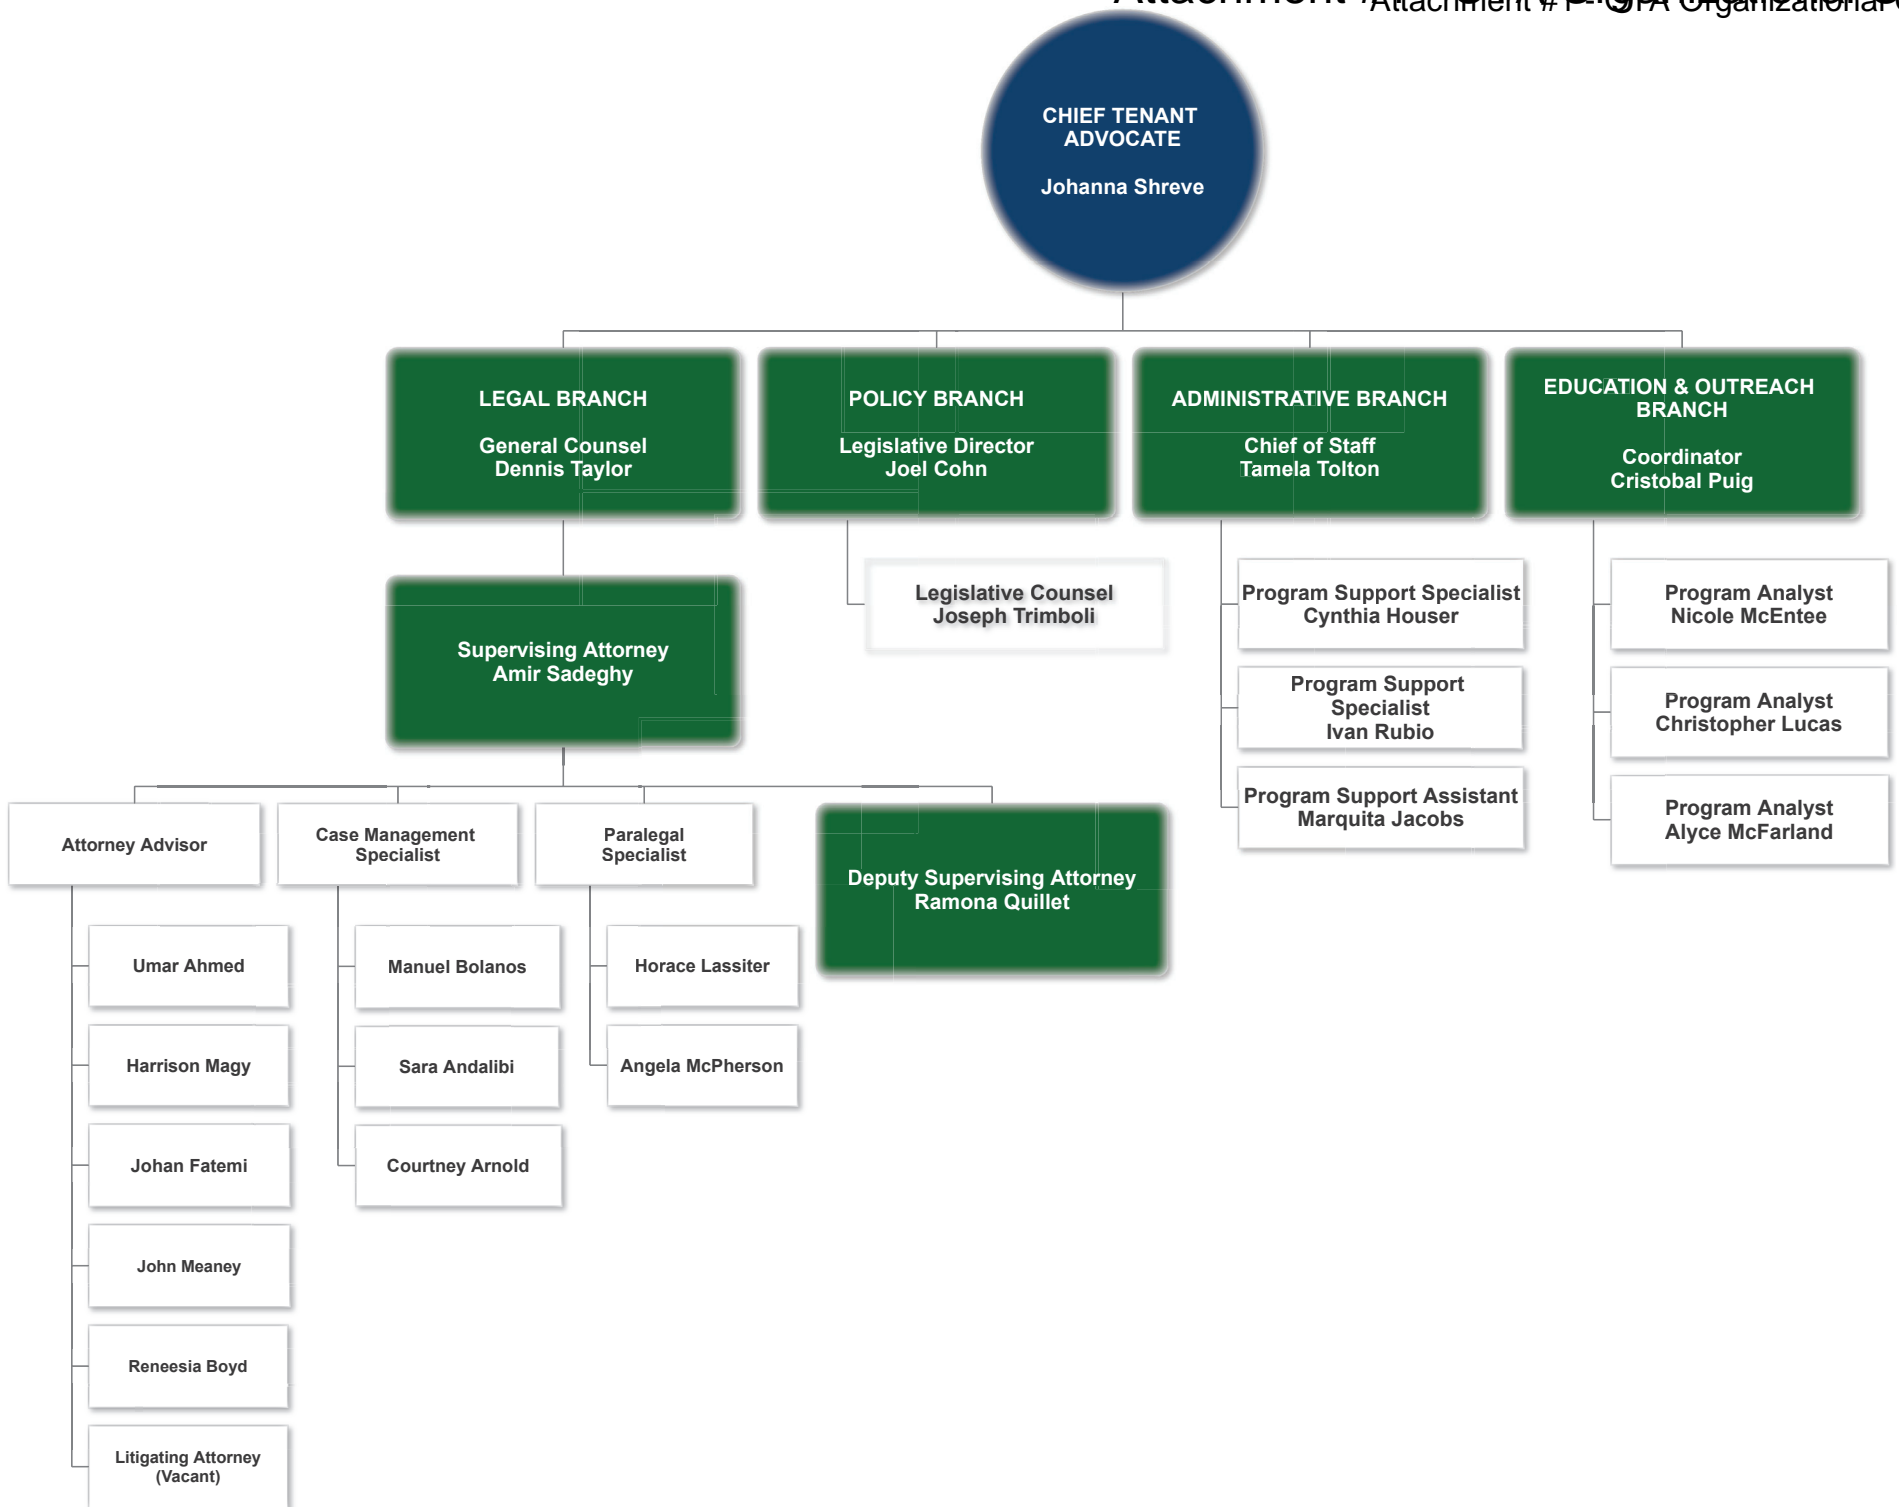 CHIEF TENANT
ADVOCATE
Johanna Shreve
LEGAL BRANCH
General Counsel
Dennis Taylor
POLICY BRANCH
Legislative Director
Joel Cohn
ADMINISTRATIVE BRANCH
Chief of Staff
Tamela Tolton
EDUCATION & OUTREACH
BRANCH
Coordinator
Cristobal Puig
Supervising Attorney
Amir Sadeghy
Legislative Counsel
Joseph Trimboli
Program Support Specialist
Cynthia Houser
Program Support
Specialist
Ivan Rubio
Program Support Assistant
Marquita Jacobs
Program Analyst
Nicole McEntee
Program Analyst
Christopher Lucas
Program Analyst
Alyce McFarland
Attorney Advisor
Case Management
Specialist
Paralegal
Specialist
Deputy Supervising Attorney
Ramona Quillet
Umar Ahmed
Harrison Magy
Johan Fatemi
John Meaney
Reneesia Boyd
Litigating Attorney
(Vacant)
Manuel Bolanos
Sara Andalibi
Courtney Arnold
Horace Lassiter
Angela McPherson